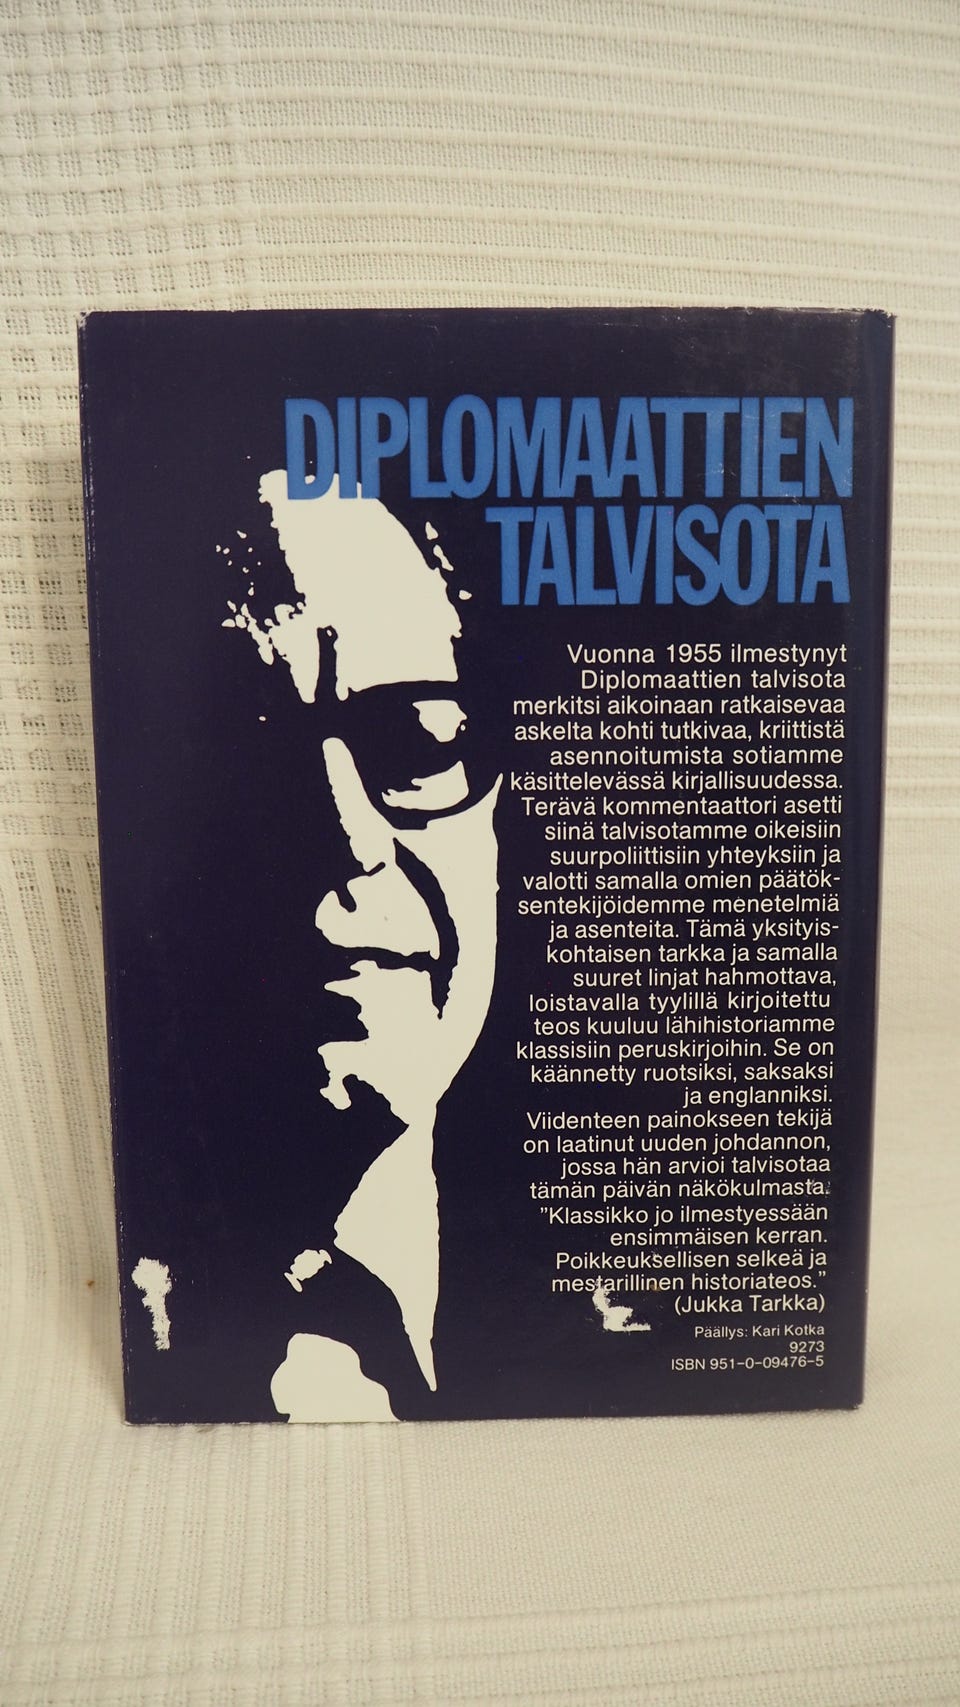 DIPLOMAATTIEN
TALVISOTA
Vuonna 1955 ilmestynyt
Diplomaattien talvisota
merkitsi aikoinaan ratkaisevaa
askelta kohti tutkivaa, kriittistä
asennoitumista sotiamme
käsittelevässä kirjallisuudessa.
Terävä kommentaattori asetti
siinä talvisotamme oikeisiin
suurpoliittisiin yhteyksiin ja
valotti samalla omien päätök-
sentekijöidemme menetelmiä
ja asenteita. Tämä yksityis-
kohtaisen tarkka ja samalla
suuret linjat hahmottava,
loistavalla tyylillä kirjoitettu
teos kuuluu lähihistoriamme
klassisiin peruskirjoihin. Se on
käännetty ruotsiksi, saksaksi
ja englanniksi.
Viidenteen painokseen tekijä
on laatinut uuden johdannon,
jossa hän arvioi talvisotaa
tämän päivän näkökulmasta.
"Klassikko jo ilmestyessään
ensimmäisen kerran.
Poikkeuksellisen selkeä ja
mestarillinen historiateos."
(Jukka Tarkka)
Päällys: Kari Kotka
9273
ISBN 951-0-09476-5